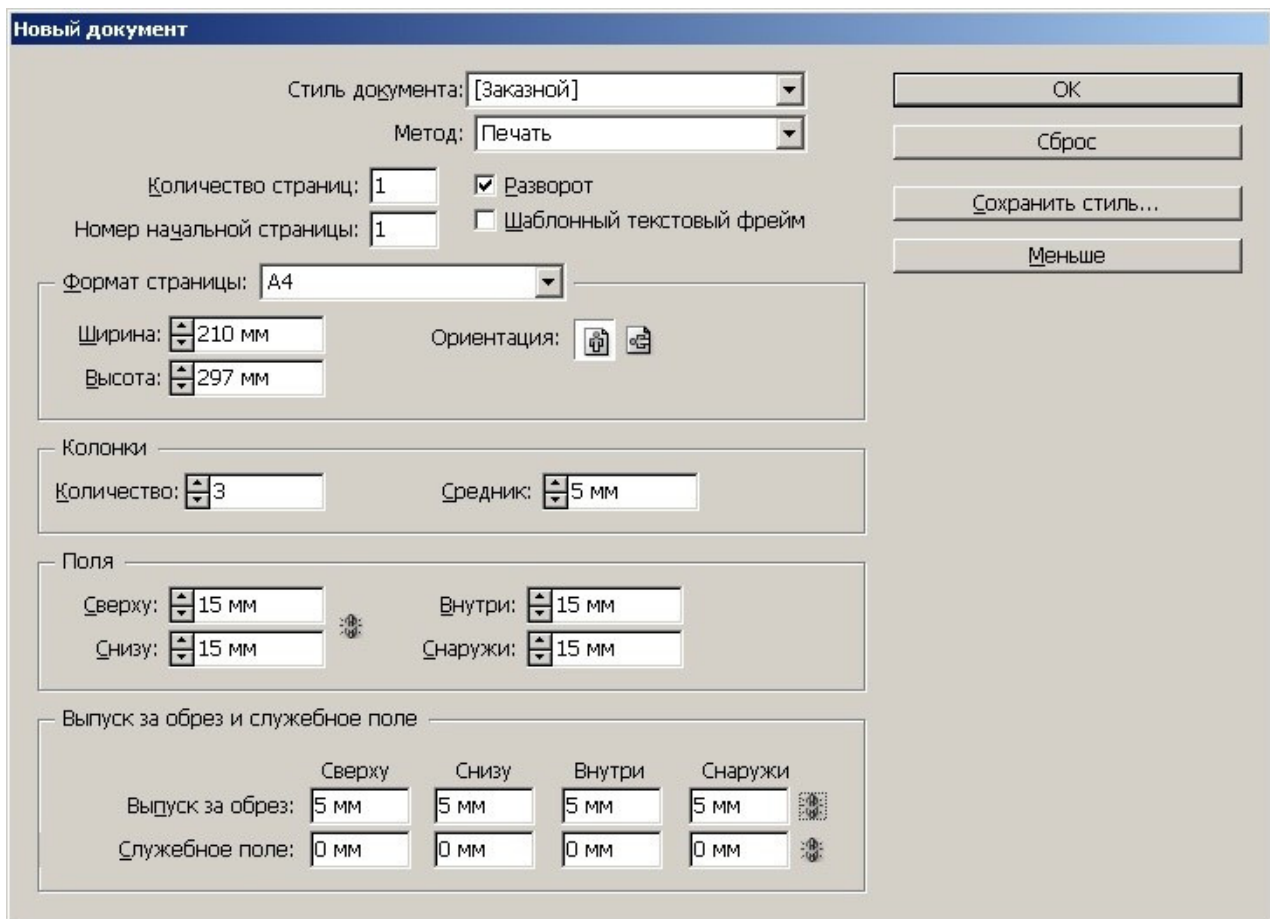 Новый документ
Стиль документа: [Заказной]
OK
Метод: Печать
Сброс
Количество страниц: 1
Разворот
Сохранить стиль...
Номер начальной страницы: 1
Шаблонный текстовый фрейм
Меньше
Формат страницы: A4
Ширина: 210 мм
Ориентация:
Высота: 297 мм
Колонки
Количество: 3
Средник: 5 мм
Поля
Сверху: 15 мм
Внутри: 15 мм
Снизу: 15 мм
Снаружи: 15 мм
Выпуск за обрез и служебное поле
Сверху Снизу Внутри Снаружи
Выпуск за обрез: 5 мм 5 мм 5 мм 5 мм
Служебное поле: 0 мм 0 мм 0 мм 0 мм